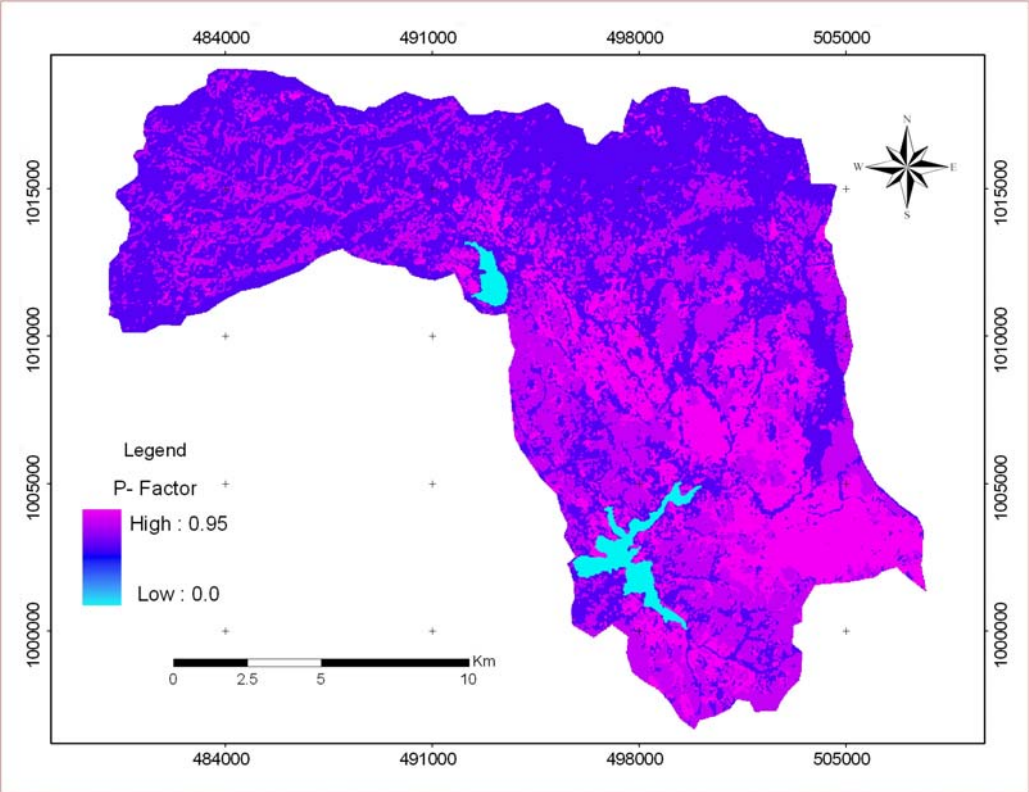 484000 491000 498000 505000
N
W E
S
1015000 1015000
1010000 1010000
1005000 1005000
1000000 1000000
Legend
P- Factor
High : 0.95
Low : 0.0
Km
0 2.5 5 10
484000 491000 498000 505000